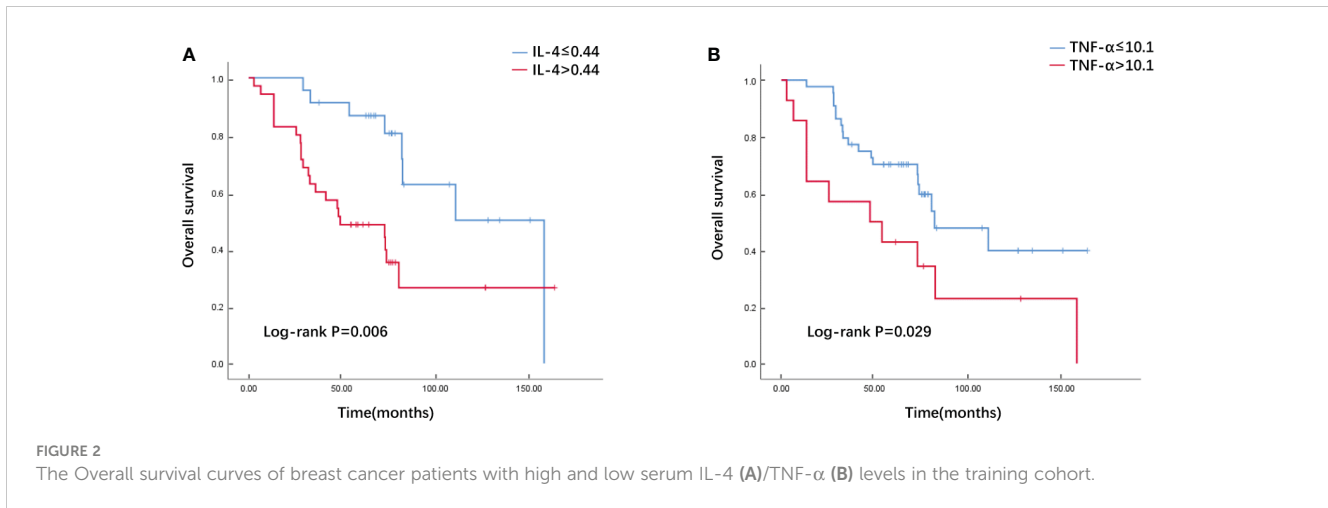 A
IL-4≤0.44
IL-4>0.44
1.0
0.8
0.6
0.4
0.2
0.0
Overall survival
Log-rank P=0.006
0.00
50.00
100.00
150.00
Time(months)
B
TNF-α≤10.1
TNF-α>10.1
1.0
0.8
0.6
0.4
0.2
0.0
Overall survival
Log-rank P=0.029
0.00
50.00
100.00
150.00
Time(months)
FIGURE 2
The Overall survival curves of breast cancer patients with high and low serum IL-4 (A)/TNF-α (B) levels in the training cohort.